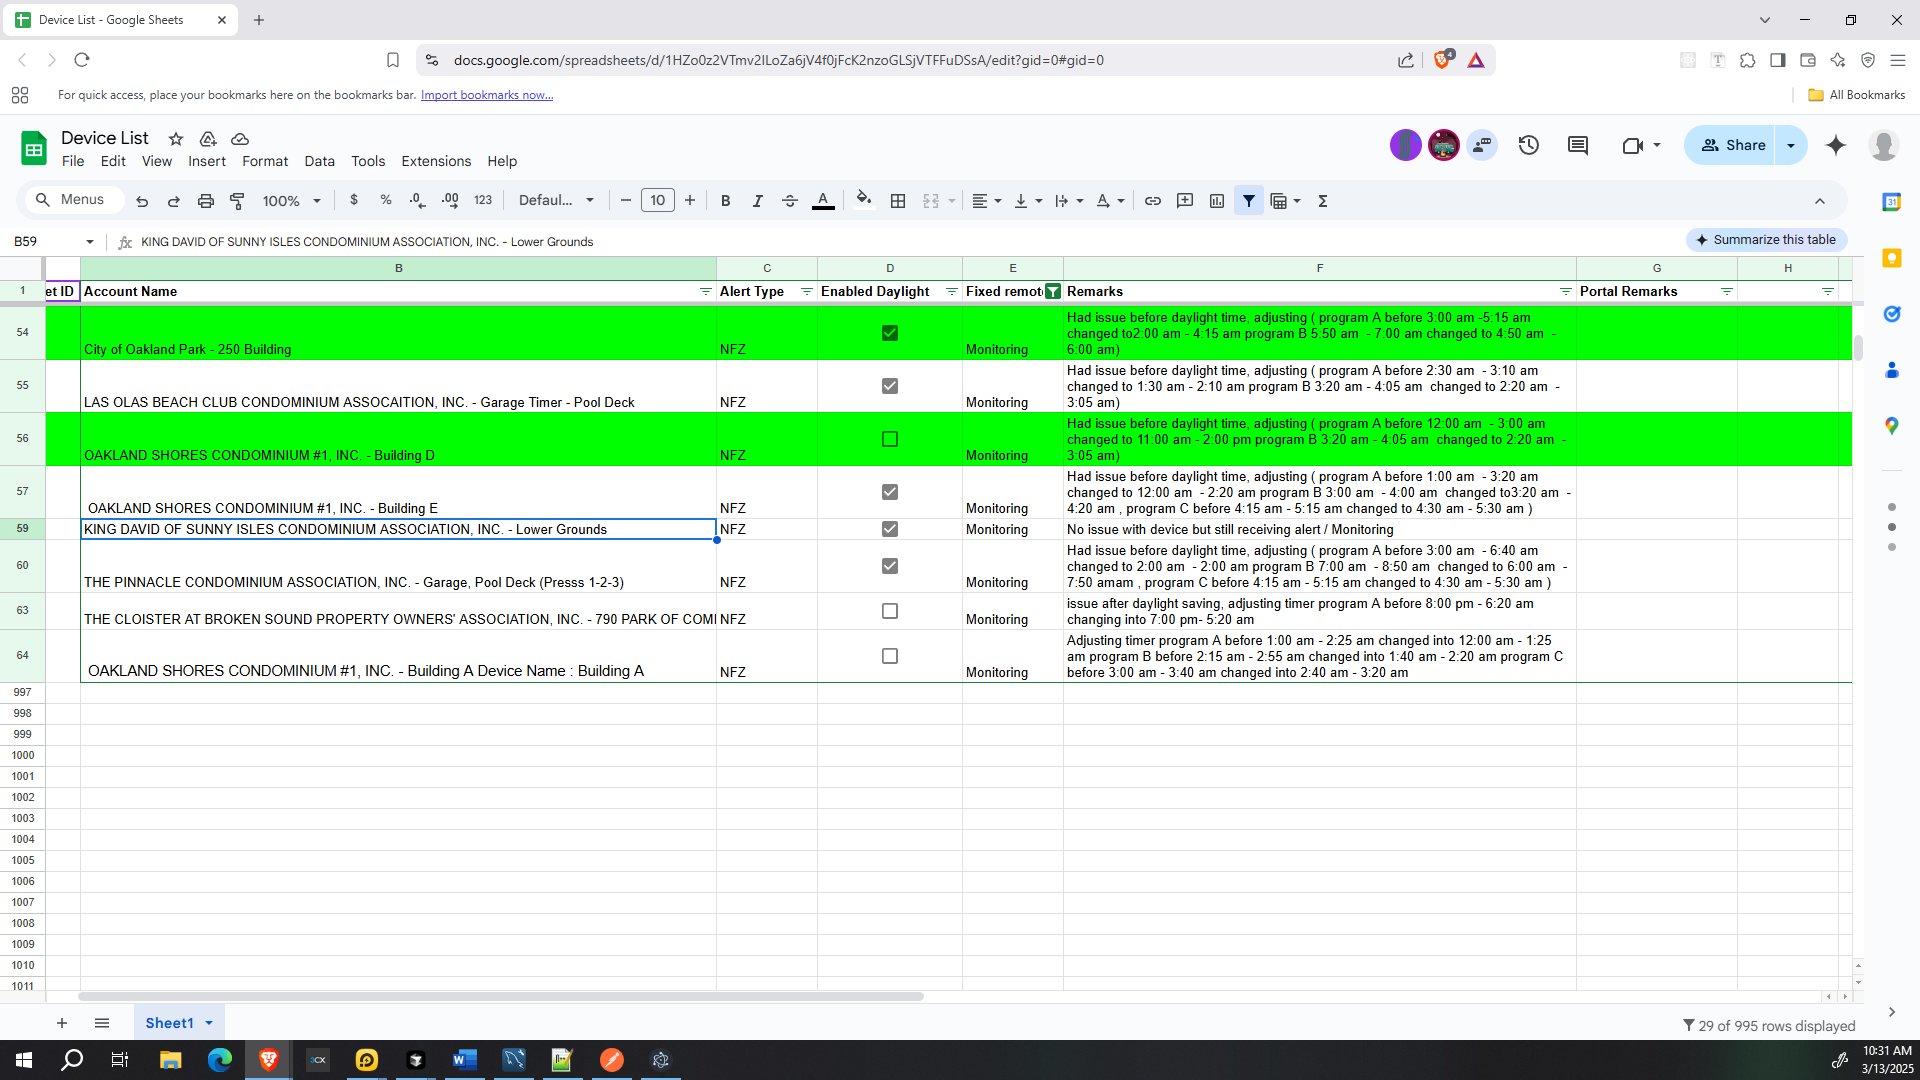 Device List - Google Sheets
docs.google.com/spreadsheets/d/1HZo0z2VTmv2ILoZa6jV4f0jFcK2nzoGLSjVTFFuDSsA/edit?gid=0#gid=0
4
For quick access, place your bookmarks here on the bookmarks bar. Import bookmarks now...
All Bookmarks
Device List
File Edit View Insert Format Data Tools Extensions Help
Share
Menus 100% $ % .0 .00 123 Defaul... 10 B I A
31
B59 fx KING DAVID OF SUNNY ISLES CONDOMINIUM ASSOCIATION, INC. - Lower Grounds
Summarize this table
B C D E F G H
1 et ID Account Name Alert Type Enabled Daylight Fixed remot Remarks Portal Remarks
54 City of Oakland Park - 250 Building NFZ Monitoring
Had issue before daylight time, adjusting ( program A before 3:00 am -5:15 am
changed to2:00 am - 4:15 am program B 5:50 am - 7:00 am changed to 4:50 am -
6:00 am)
55 LAS OLAS BEACH CLUB CONDOMINIUM ASSOCAITION, INC. - Garage Timer - Pool Deck NFZ Monitoring
Had issue before daylight time, adjusting ( program A before 2:30 am - 3:10 am
changed to 1:30 am - 2:10 am program B 3:20 am - 4:05 am changed to 2:20 am -
3:05 am)
56 OAKLAND SHORES CONDOMINIUM #1, INC. - Building D NFZ Monitoring
Had issue before daylight time, adjusting ( program A before 12:00 am - 3:00 am
changed to 11:00 am - 2:00 pm program B 3:20 am - 4:05 am changed to 2:20 am -
3:05 am)
57 OAKLAND SHORES CONDOMINIUM #1, INC. - Building E NFZ Monitoring
Had issue before daylight time, adjusting ( program A before 1:00 am - 3:20 am
changed to 12:00 am - 2:20 am program B 3:00 am - 4:00 am changed to3:20 am -
4:20 am , program C before 4:15 am - 5:15 am changed to 4:30 am - 5:30 am )
59 KING DAVID OF SUNNY ISLES CONDOMINIUM ASSOCIATION, INC. - Lower Grounds NFZ Monitoring No issue with device but still receiving alert / Monitoring
60 THE PINNACLE CONDOMINIUM ASSOCIATION, INC. - Garage, Pool Deck (Presss 1-2-3) NFZ Monitoring
Had issue before daylight time, adjusting ( program A before 3:00 am - 6:40 am
changed to 2:00 am - 2:00 am program B 7:00 am - 8:50 am changed to 6:00 am -
7:50 amam , program C before 4:15 am - 5:15 am changed to 4:30 am - 5:30 am )
63 THE CLOISTER AT BROKEN SOUND PROPERTY OWNERS' ASSOCIATION, INC. - 790 PARK OF COM NFZ Monitoring
issue after daylight saving, adjusting timer program A before 8:00 pm - 6:20 am
changing into 7:00 pm- 5:20 am
64 OAKLAND SHORES CONDOMINIUM #1, INC. - Building A Device Name : Building A NFZ Monitoring
Adjusting timer program A before 1:00 am - 2:25 am changed into 12:00 am - 1:25
am program B before 2:15 am - 2:55 am changed into 1:40 am - 2:20 am program C
before 3:00 am - 3:40 am changed into 2:40 am - 3:20 am
997
998
999
1000
1001
1002
1003
1004
1005
1006
1007
1008
1009
1010
1011
Sheet1
29 of 995 rows displayed
3CX
10:31 AM
3/13/2025